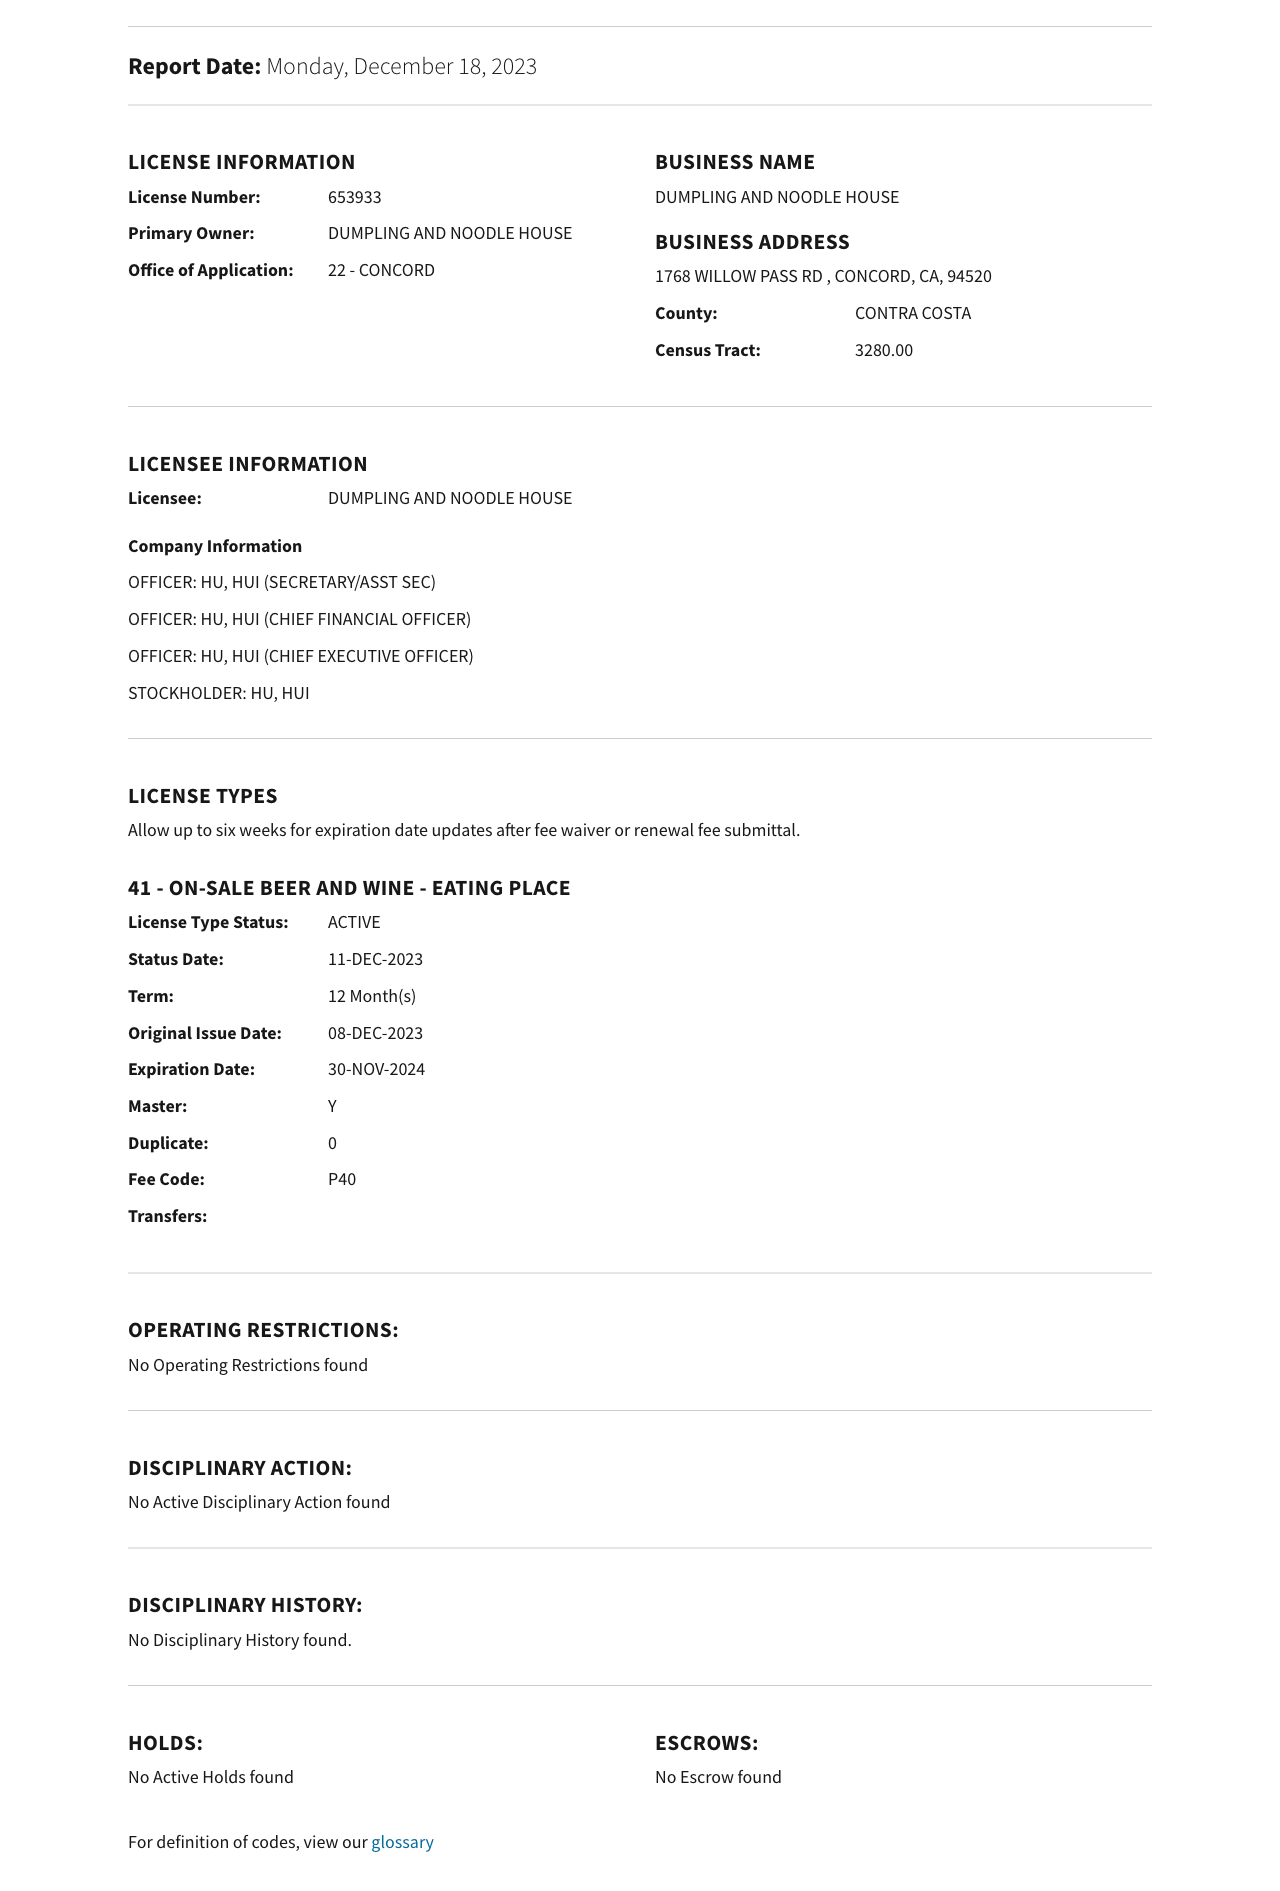 Report Date: Monday, December 18, 2023
LICENSE INFORMATION
License Number: 653933
Primary Owner: DUMPLING AND NOODLE HOUSE
Office of Application: 22 - CONCORD
BUSINESS NAME
DUMPLING AND NOODLE HOUSE
BUSINESS ADDRESS
1768 WILLOW PASS RD , CONCORD, CA, 94520
County: CONTRA COSTA
Census Tract: 3280.00
LICENSEE INFORMATION
Licensee: DUMPLING AND NOODLE HOUSE
Company Information
OFFICER: HU, HUI (SECRETARY/ASST SEC)
OFFICER: HU, HUI (CHIEF FINANCIAL OFFICER)
OFFICER: HU, HUI (CHIEF EXECUTIVE OFFICER)
STOCKHOLDER: HU, HUI
LICENSE TYPES
Allow up to six weeks for expiration date updates after fee waiver or renewal fee submittal.
41 - ON-SALE BEER AND WINE - EATING PLACE
License Type Status: ACTIVE
Status Date: 11-DEC-2023
Term: 12 Month(s)
Original Issue Date: 08-DEC-2023
Expiration Date: 30-NOV-2024
Master: Y
Duplicate: 0
Fee Code: P40
Transfers:
OPERATING RESTRICTIONS:
No Operating Restrictions found
DISCIPLINARY ACTION:
No Active Disciplinary Action found
DISCIPLINARY HISTORY:
No Disciplinary History found.
HOLDS:
No Active Holds found
ESCROWS:
No Escrow found
For definition of codes, view our glossary